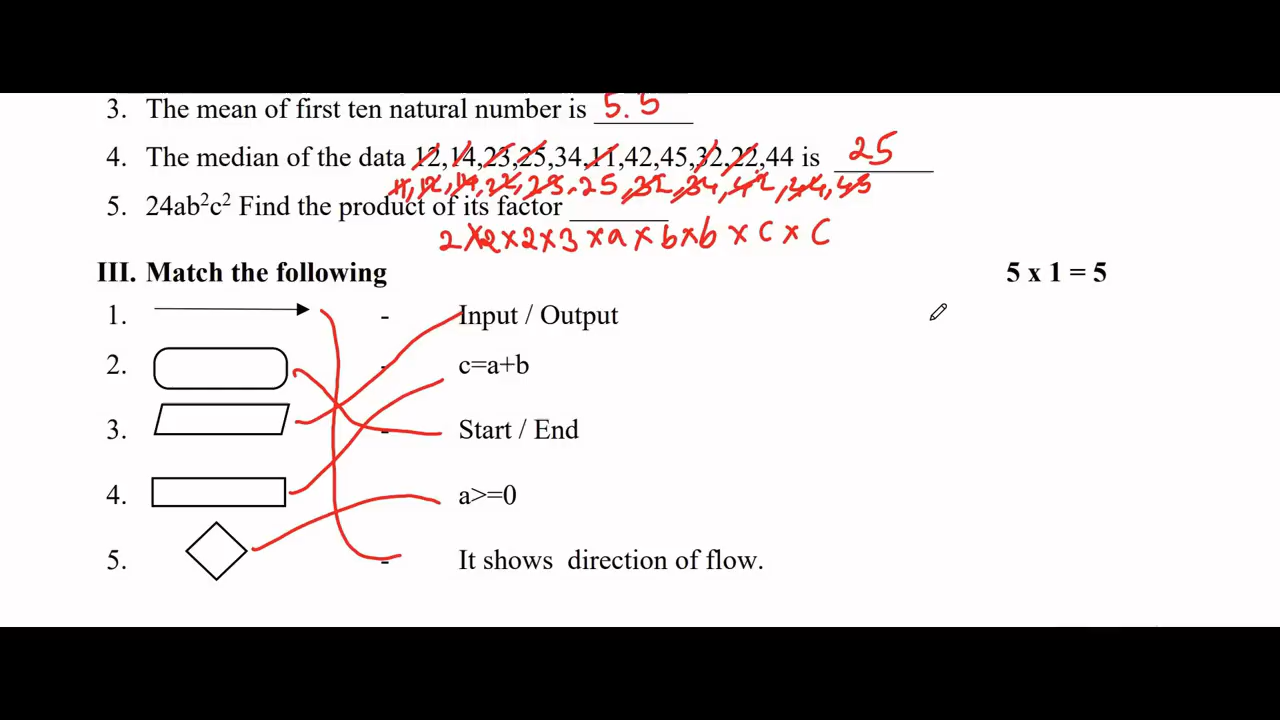 3. The mean of first ten natural number is 5.5
4. The median of the data 12,14,23,25,34,11,42,45,32,22,44 is 25
11,12,14,22,23,25,32,34,42,44,45
5. 24ab²c² Find the product of its factor ________
2×2×2×3×a×b×b×c×c
III. Match the following 5 x 1 = 5
1. - Input / Output
2. - c=a+b
3. - Start / End
4. a>=0
5. - It shows direction of flow.